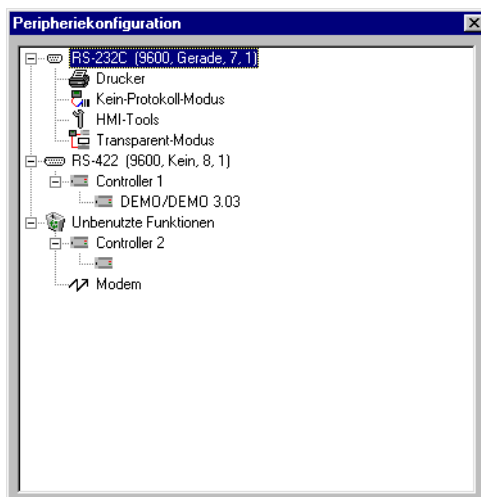 Peripheriekonfiguration
RS-232C (9600, Gerade, 7, 1)
Drucker
Kein-Protokoll-Modus
HMI-Tools
Transparent-Modus
RS-422 (9600, Kein, 8, 1)
Controller 1
DEMO/DEMO 3.03
Unbenutzte Funktionen
Controller 2
Modem